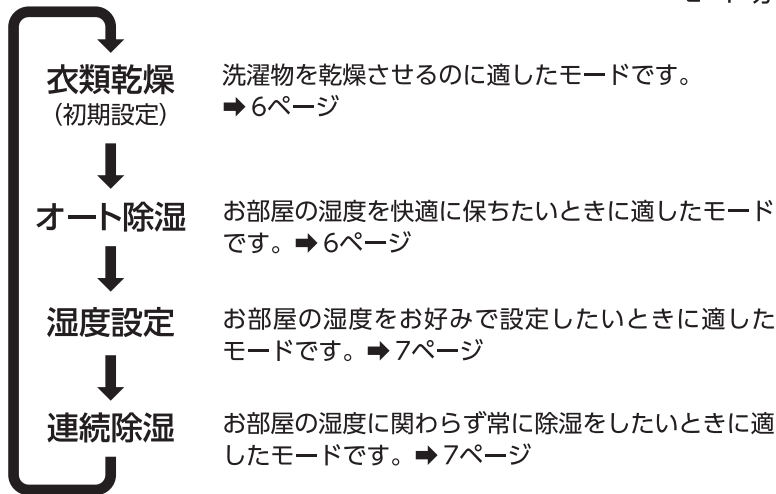 衣類乾燥
(初期設定)
洗濯物を乾燥させるのに適したモードです。
➡6ページ
オート除湿
お部屋の湿度を快適に保ちたいときに適したモード
です。➡6ページ
湿度設定
お部屋の湿度をお好みで設定したいときに適した
モードです。➡7ページ
連続除湿
お部屋の湿度に関わらず常に除湿をしたいときに適
したモードです。➡7ページ